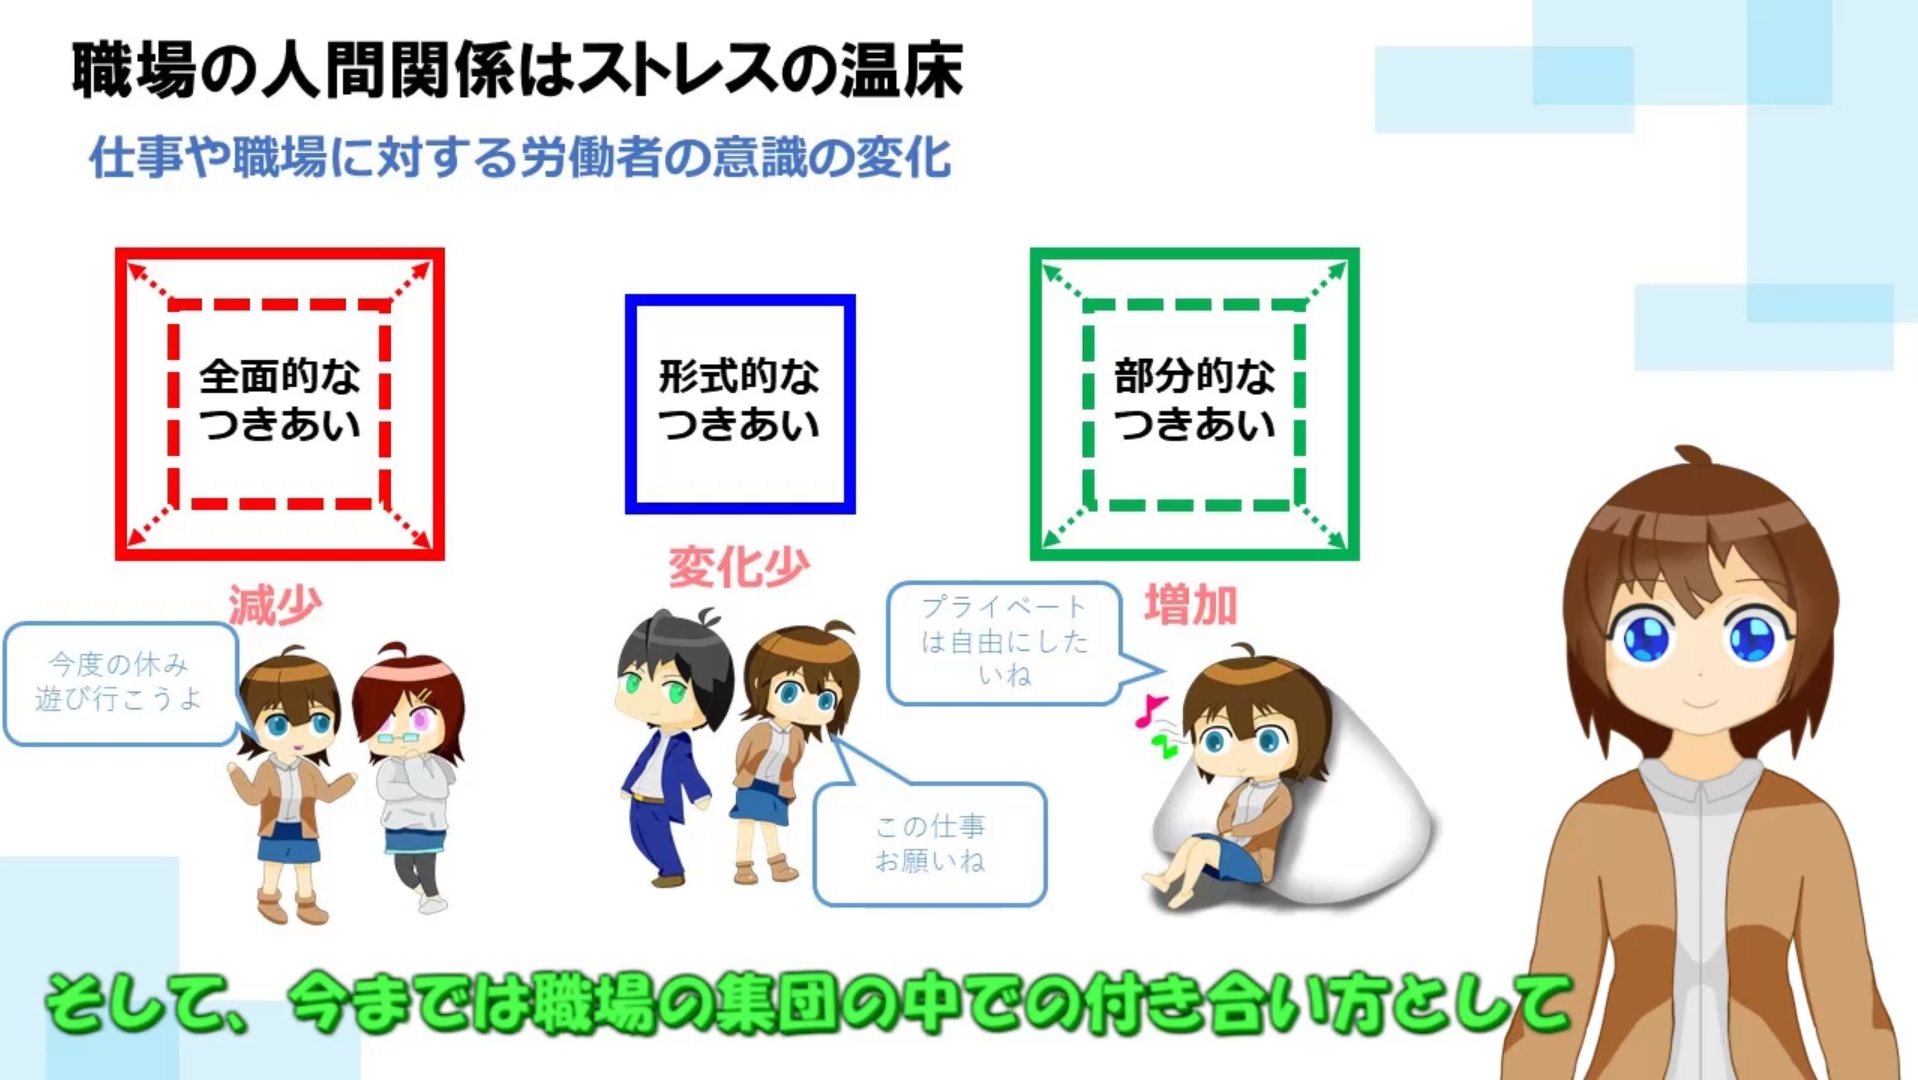 職場の人間関係はストレスの温床
仕事や職場に対する労働者の意識の変化
全面的な
つきあい
減少
今度の休み
遊び行こうよ
形式的な
つきあい
変化少
この仕事
お願いね
部分的な
つきあい
増加
プライベート
は自由にした
いね
そして、今までは職場の集団の中での付き合い方として